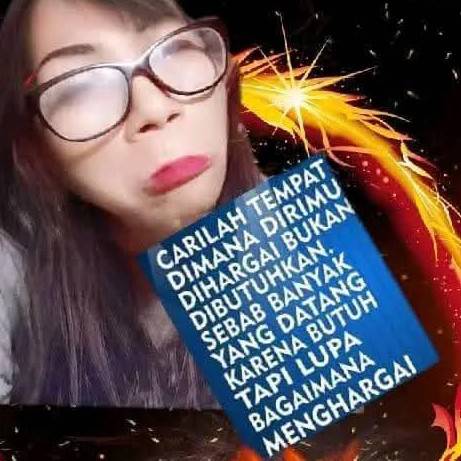 CARILAH TEMPAT
DIMANA DIRIMU
DIHARGAI BUKAN
DIBUTUHKAN,
SEBAB BANYAK
YANG DATANG
KARENA BUTUH
TAPI LUPA
BAGAIMANA
MENGHARGAI